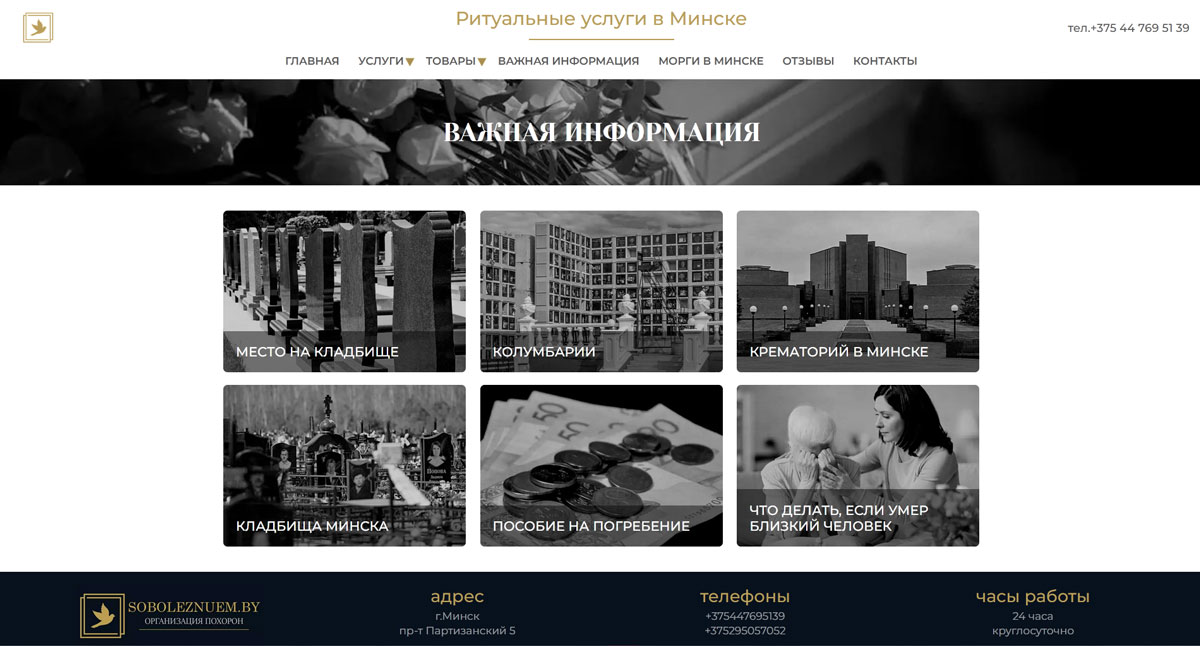 Ритуальные услуги в Минске
тел.+375 44 769 51 39
ГЛАВНАЯ УСЛУГИ ТОВАРЫ ВАЖНАЯ ИНФОРМАЦИЯ МОРГИ В МИНСКЕ ОТЗЫВЫ КОНТАКТЫ
ВАЖНАЯ ИНФОРМАЦИЯ
МЕСТО НА КЛАДБИЩЕ
КОЛУМБАРИИ
КРЕМАТОРИЙ В МИНСКЕ
КЛАДБИЩА МИНСКА
50
50
ПОСОБИЕ НА ПОГРЕБЕНИЕ
ЧТО ДЕЛАТЬ, ЕСЛИ УМЕР
БЛИЗКИЙ ЧЕЛОВЕК
SOBOLEZNUEM.BY
ОРГАНИЗАЦИЯ ПОХОРОН
адрес
г.Минск
пр-т Партизанский 5
телефоны
+375447695139
+375295057052
часы работы
24 часа
круглосуточно